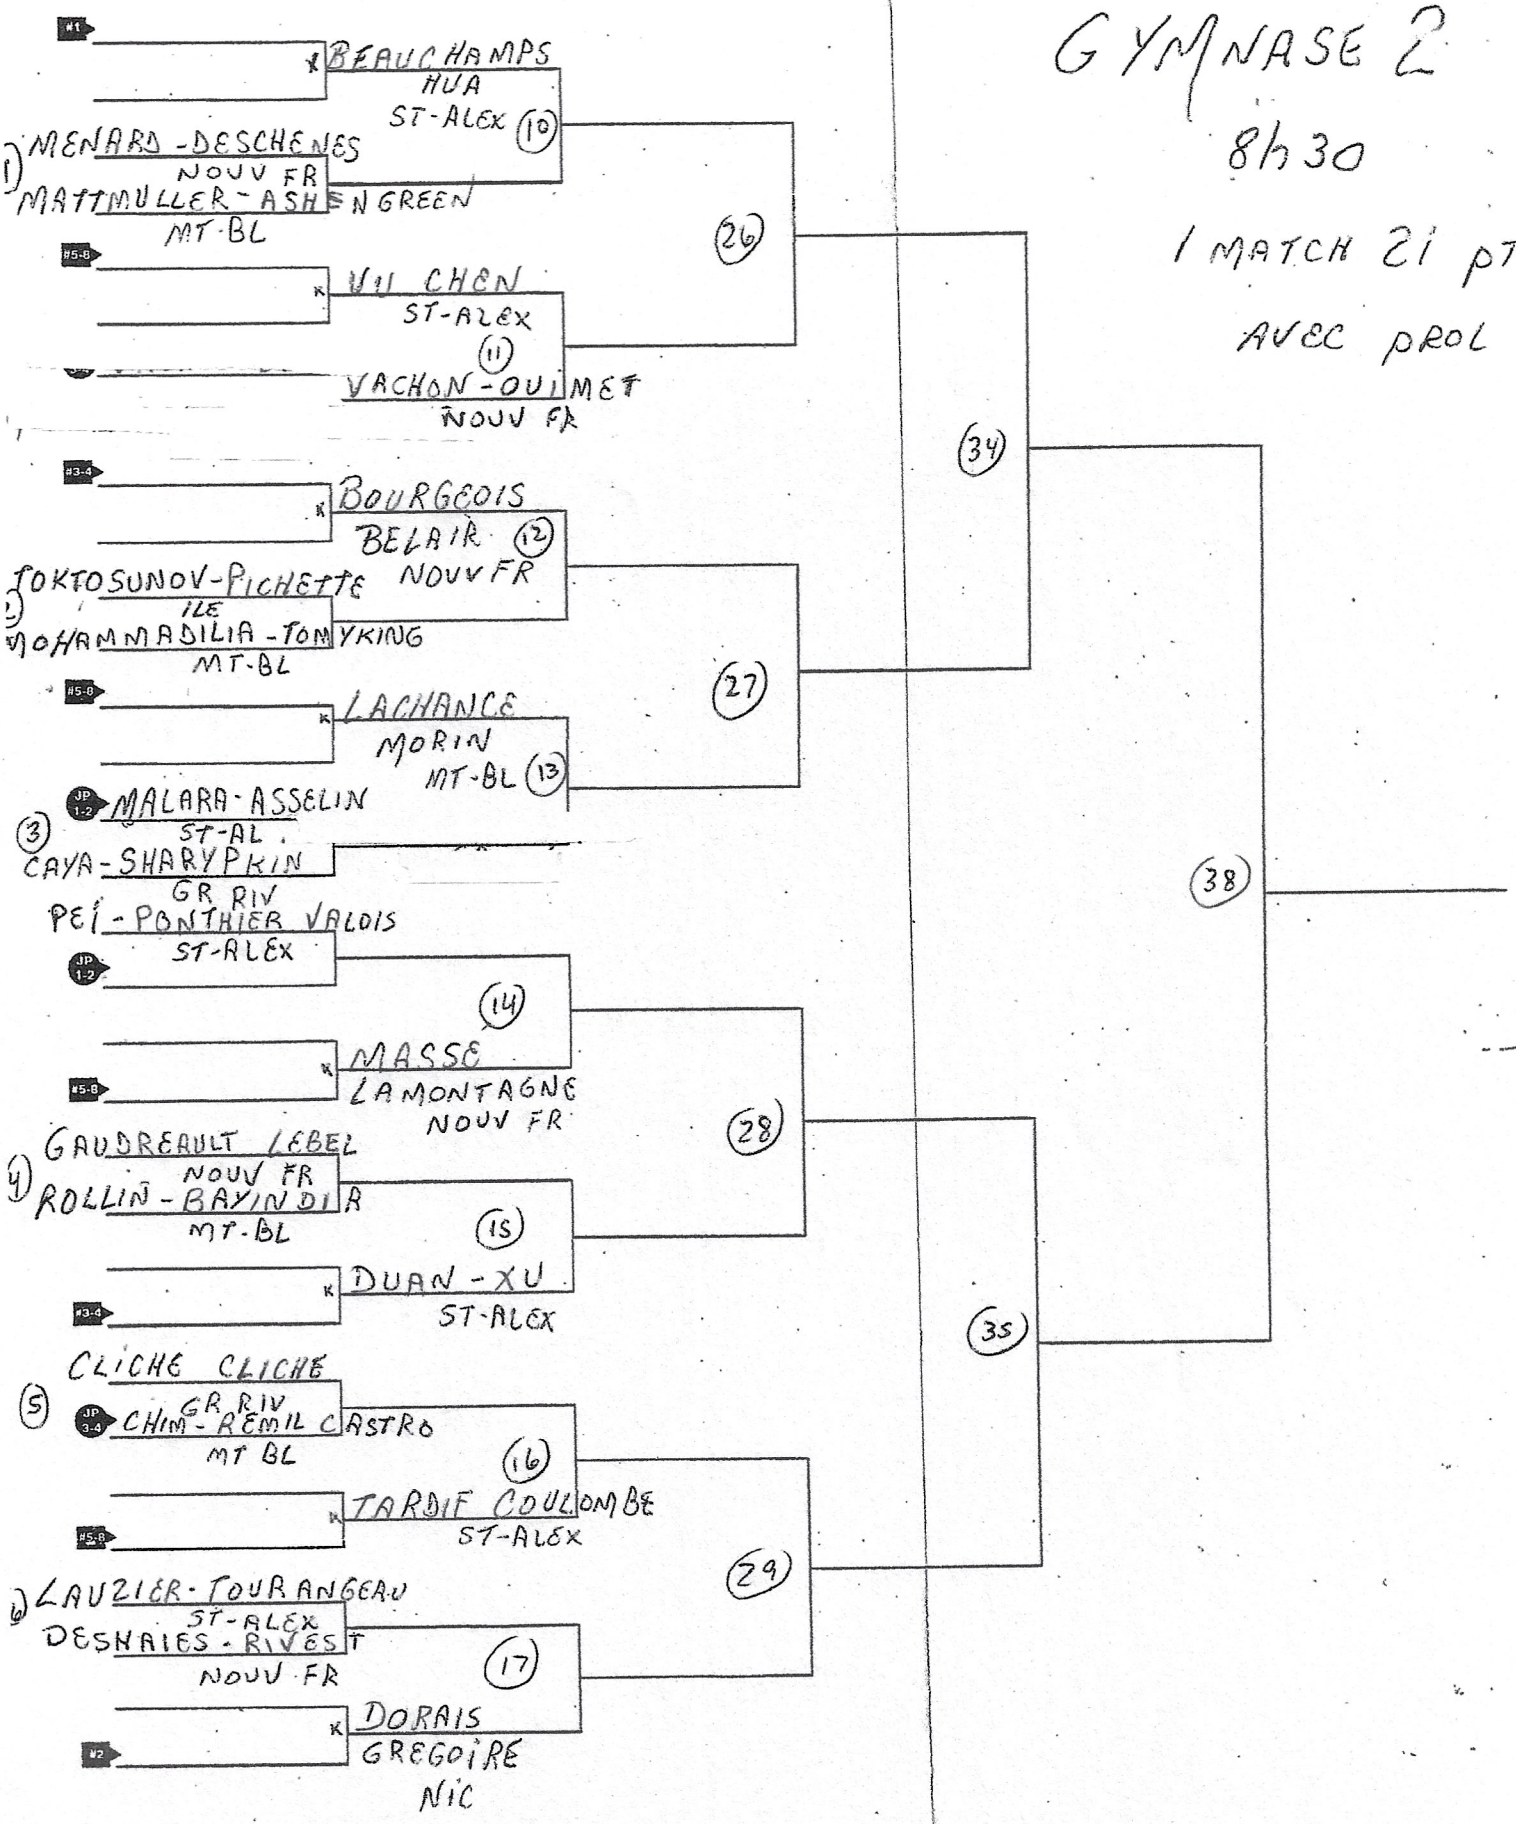 GYMNASE 2
8h30
1 MATCH 21 PT
AVEC PROL
#1
BEAUCHAMPS
HUA
ST-ALEX
10
1
MENARD-DESCHENES
NOUV FR
MATTMULLER-ASHENGREEN
MT-BL
26
#5-8
VU CHEN
ST-ALEX
11
VACHON-OUIMET
NOUV FR
34
#3-4
BOURGEOIS
BELAIR
12
NOUV FR
TOKTOSUNOV-PICHETTE
ILE
MOHAMMADILIA-TOMYKING
MT-BL
27
#5-8
LACHANCE
MORIN
MT-BL
13
JP 1-2
MALARA-ASSELIN
3
ST-AL
CAYA-SHARYPKIN
GR RIV
38
PEI-PONTHIER VALOIS
ST-ALEX
JP 1-2
14
MASSE
#5-8
LAMONTAGNE
NOUV FR
28
GAUDREAULT LEBEL
4
NOUV FR
ROLLIN-BAYINDIR
MT-BL
15
DUAN-XU
#3-4
ST-ALEX
35
CLICHE CLICHE
5
GR RIV
JP 3-4
CHIM-REMIL CASTRO
MT BL
16
TARDIF COULOMBE
#5-8
ST-ALEX
29
6
LAUZIER-TOURANGEAU
ST-ALEX
DESHAIES-RIVEST
NOUV FR
17
DORAIS
#2
GREGOIRE
NIC